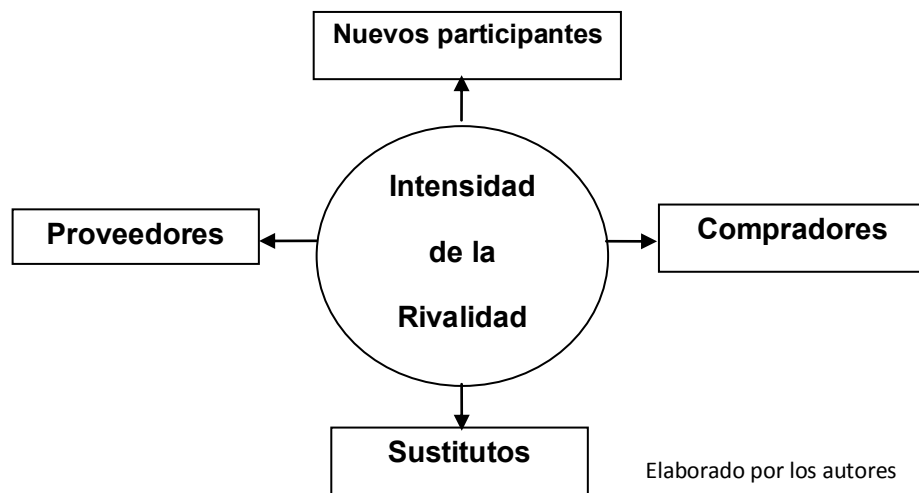 Nuevos participantes
Intensidad
de la
Rivalidad
Proveedores
Compradores
Sustitutos
Elaborado por los autores